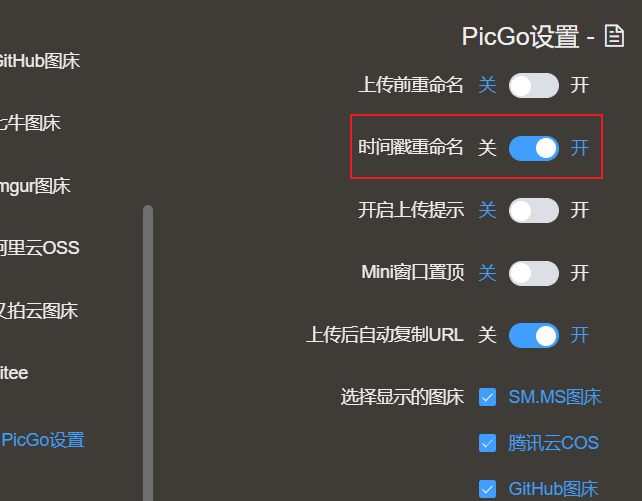 PicGo设置 -
GitHub图床
上传前重命名 关 开
七牛图床
时间戳重命名 关 开
mgur图床
开启上传提示 关 开
阿里云OSS
Mini窗口置顶 关 开
又拍云图床
上传后自动复制URL 关 开
itee
选择显示的图床 SM.MS图床
PicGo设置
腾讯云COS
GitHub图床